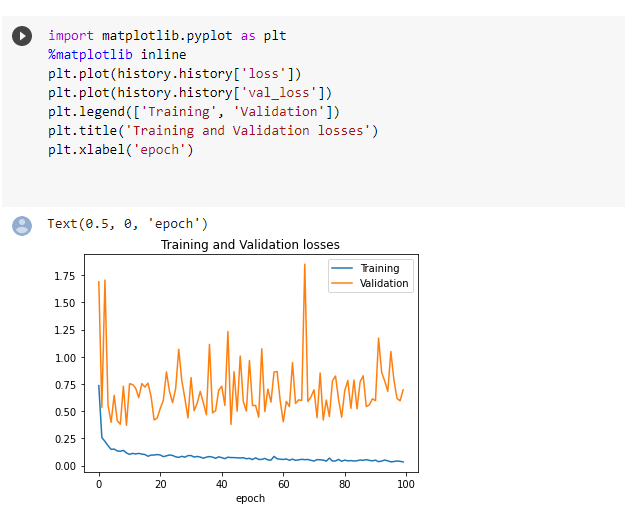 import matplotlib.pyplot as plt
%matplotlib inline
plt.plot(history.history['loss'])
plt.plot(history.history['val_loss'])
plt.legend(['Training', 'Validation'])
plt.title('Training and Validation losses')
plt.xlabel('epoch')
Text(0.5, 0, 'epoch')
Training and Validation losses
Training
Validation
1.75
1.50
1.25
1.00
0.75
0.50
0.25
0.00
0 20 40 60 80 100
epoch